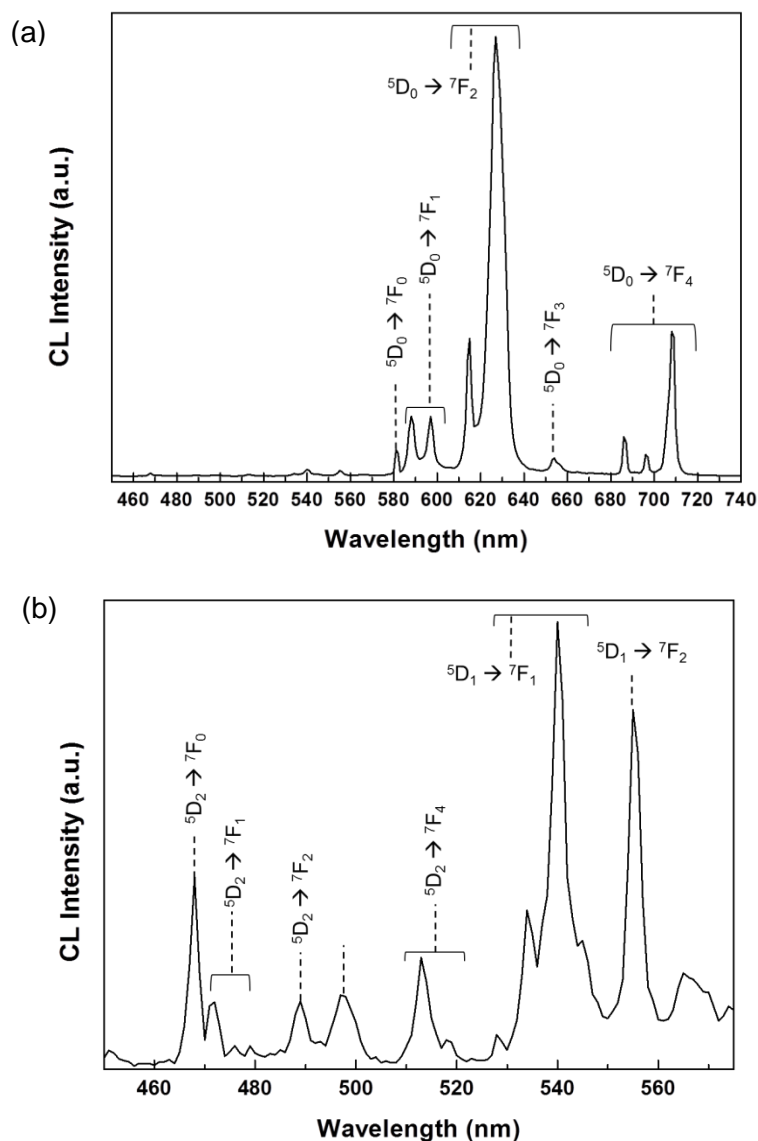 (a)
⁵D₀ → ⁷F₂
⁵D₀ → ⁷F₀
⁵D₀ → ⁷F₁
⁵D₀ → ⁷F₃
⁵D₀ → ⁷F₄
CL Intensity (a.u.)
460 480 500 520 540 560 580 600 620 640 660 680 700 720 740
Wavelength (nm)
(b)
⁵D₂ → ⁷F₀
⁵D₂ → ⁷F₁
⁵D₂ → ⁷F₂
⁵D₂ → ⁷F₄
⁵D₁ → ⁷F₁
⁵D₁ → ⁷F₂
CL Intensity (a.u.)
460 480 500 520 540 560
Wavelength (nm)